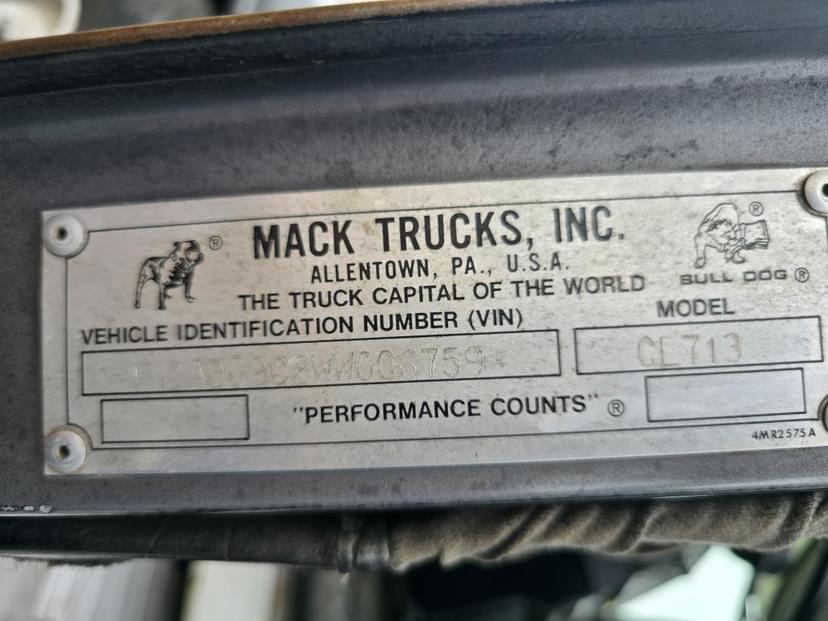 MACK TRUCKS, INC.
ALLENTOWN, PA., U.S.A.
THE TRUCK CAPITAL OF THE WORLD
BULL DOG ®
®
®
VEHICLE IDENTIFICATION NUMBER (VIN)
MODEL
CL713
"PERFORMANCE COUNTS" ®
4MR2575A